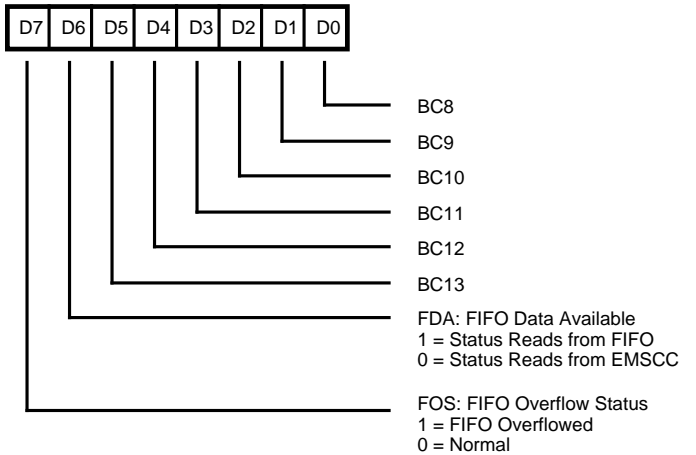 D7 D6 D5 D4 D3 D2 D1 D0
BC8
BC9
BC10
BC11
BC12
BC13
FDA: FIFO Data Available
1 = Status Reads from FIFO
0 = Status Reads from EMSCC
FOS: FIFO Overflow Status
1 = FIFO Overflowed
0 = Normal